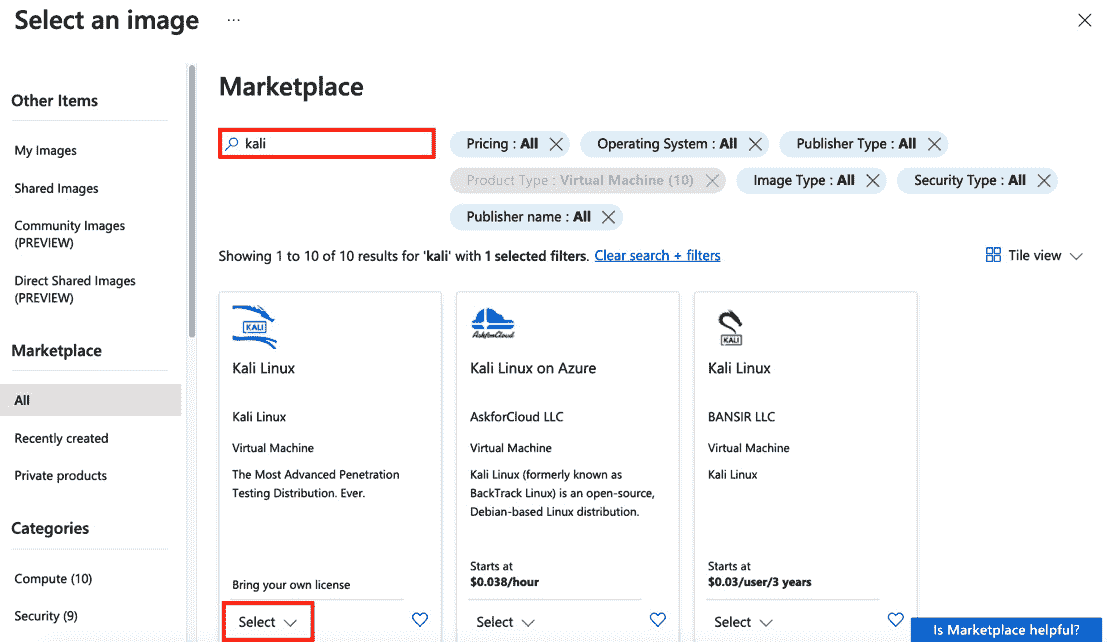 Select an image ...
Other Items
My Images
Shared Images
Community Images
(PREVIEW)
Direct Shared Images
(PREVIEW)
Marketplace
All
Recently created
Private products
Categories
Compute (10)
Security (9)
Marketplace
kali
Pricing : All
Operating System : All
Publisher Type : All
Product Type : Virtual Machine (10)
Image Type : All
Security Type : All
Publisher name : All
Showing 1 to 10 of 10 results for 'kali' with 1 selected filters. Clear search + filters
Tile view
KALI
Kali Linux
Kali Linux
Virtual Machine
The Most Advanced Penetration
Testing Distribution. Ever.
Bring your own license
Select
AskforCloud
Kali Linux on Azure
AskforCloud LLC
Virtual Machine
Kali Linux (formerly known as
BackTrack Linux) is an open-source,
Debian-based Linux distribution.
Starts at
$0.038/hour
Select
KALI
Kali Linux
BANSIR LLC
Virtual Machine
Kali Linux
Starts at
$0.03/user/3 years
Select
Is Marketplace helpful?